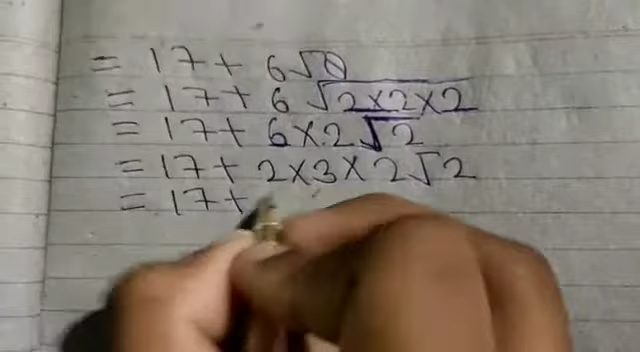 = 17 + 6√8
= 17 + 6 √2×2×2
= 17 + 6×2√2
= 17 + 2×3×2√2
= 17 +